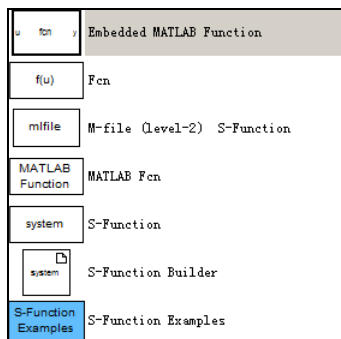 u fcn y Embedded MATLAB Function
f(u) Fcn
mlfile M-file (level-2) S-Function
MATLAB Function MATLAB Fcn
system S-Function
system S-Function Builder
S-Function Examples S-Function Examples